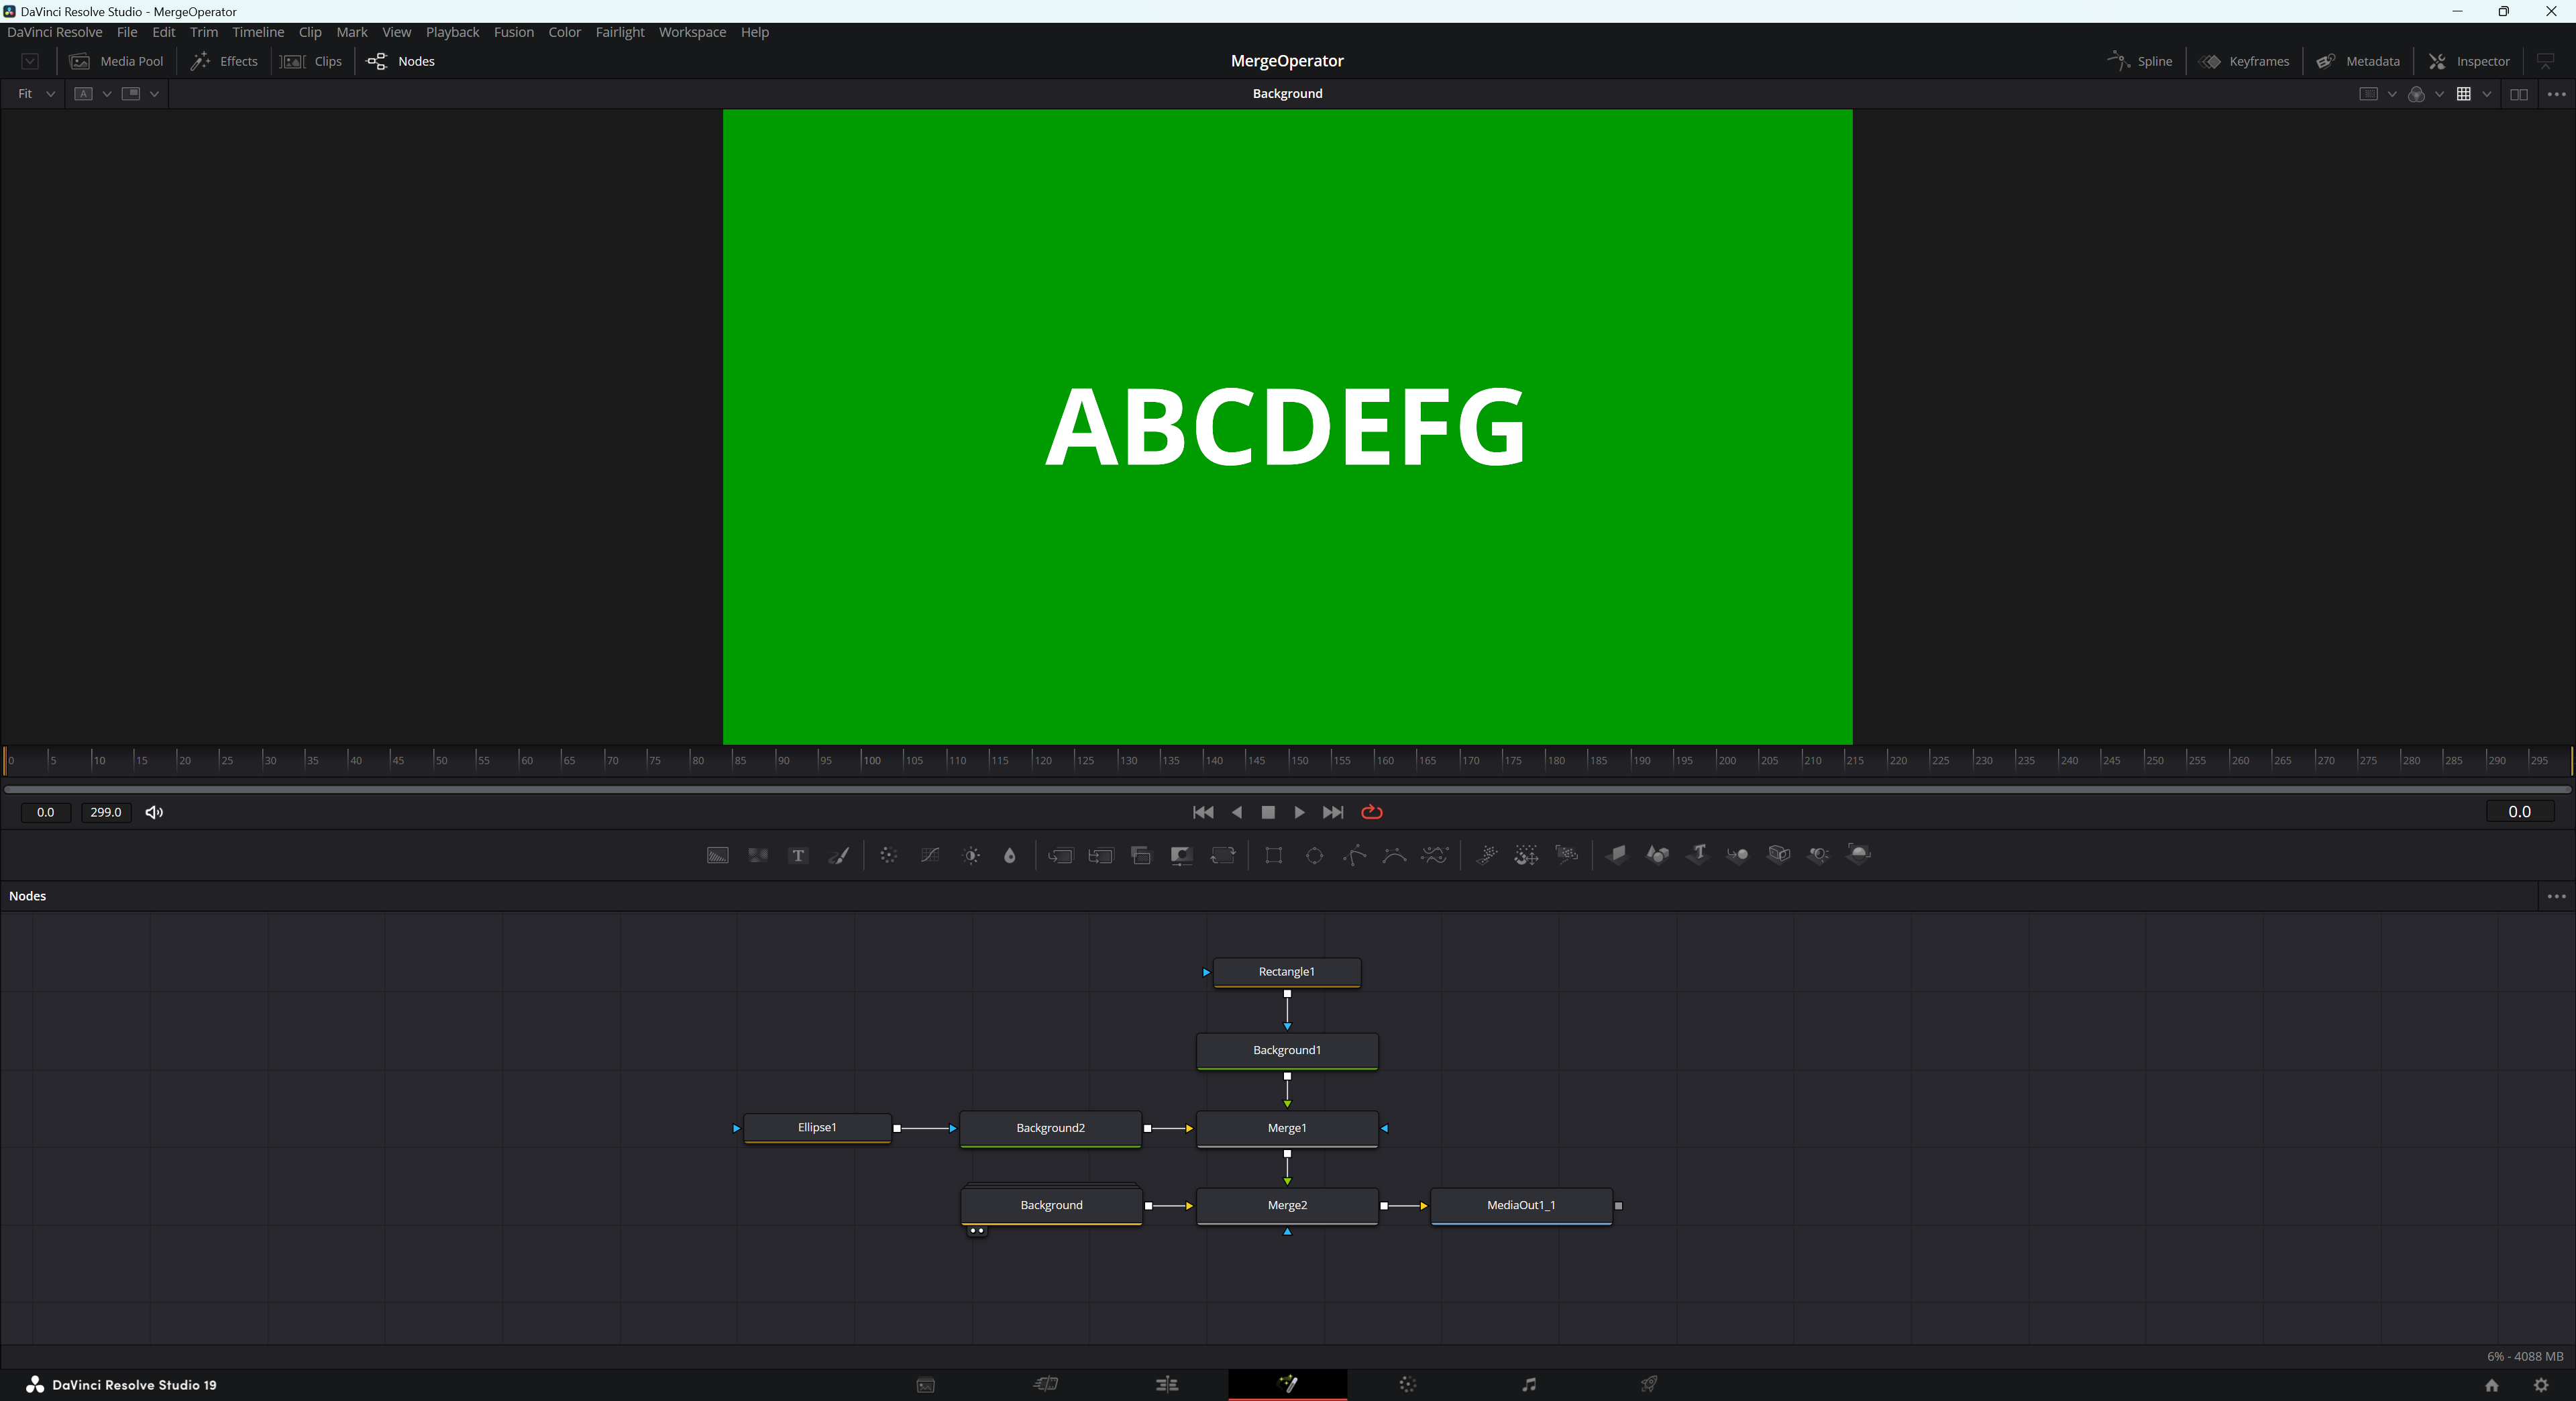 DaVinci Resolve Studio - MergeOperator
DaVinci Resolve File Edit Trim Timeline Clip Mark View Playback Fusion Color Fairlight Workspace Help
Media Pool Effects Clips Nodes MergeOperator Spline Keyframes Metadata Inspector
Fit A Background
ABCDEFG
0 5 10 15 20 25 30 35 40 45 50 55 60 65 70 75 80 85 90 95 100 105 110 115 120 125 130 135 140 145 150 155 160 165 170 175 180 185 190 195 200 205 210 215 220 225 230 235 240 245 250 255 260 265 270 275 280 285 290 295
0.0 299.0 0.0
T
Nodes
Rectangle1
Background1
Ellipse1 Background2 Merge1
Background Merge2 MediaOut1_1
6% - 4088 MB
DaVinci Resolve Studio 19